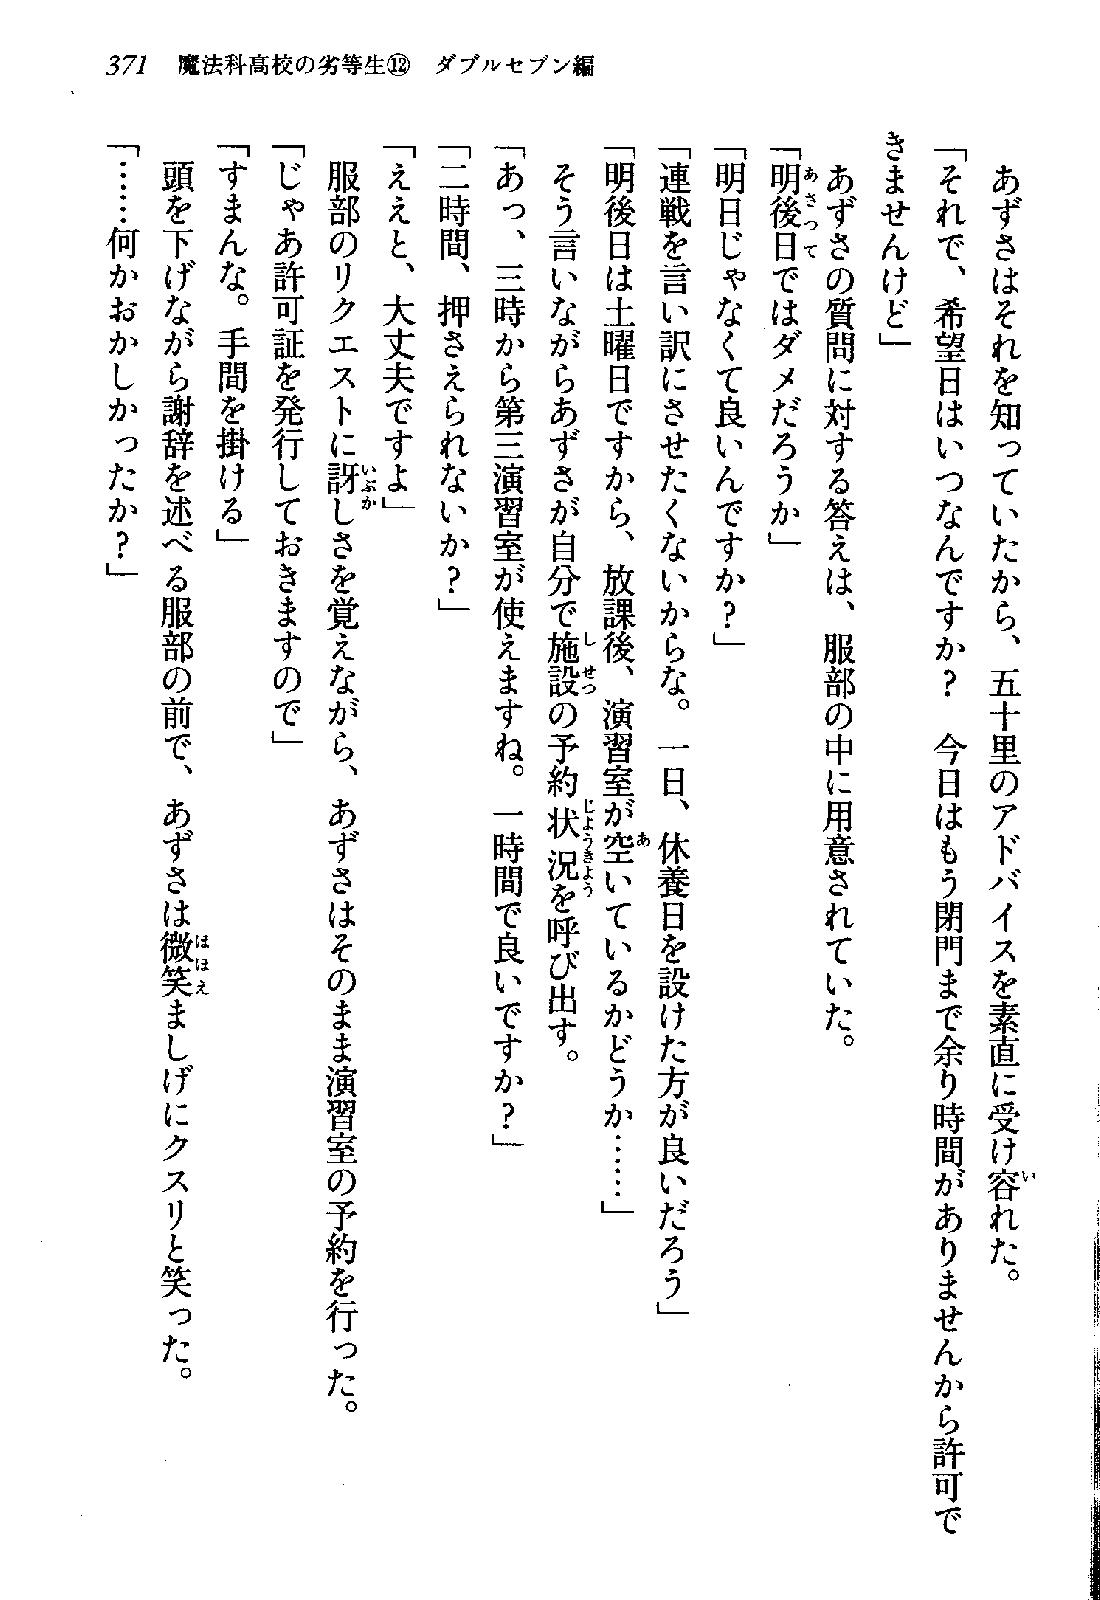 371　魔法科高校の劣等生⑫　ダブルセブン編
　あずさはそれを知っていたから、五十里のアドバイスを素直に受け容れた。
「それで、希望日はいつなんですか？　今日はもう閉門まで余り時間がありませんから許可で
きませんけど」
　あずさの質問に対する答えは、服部の中に用意されていた。
「明後日ではダメだろうか」
「明日じゃなくて良いんですか？」
「連戦を言い訳にさせたくないからな。一日、休養日を設けた方が良いだろう」
「明後日は土曜日ですから、放課後、演習室が空いているかどうか……」
　そう言いながらあずさが自分で施設の予約状況を呼び出す。
「あっ、三時から第三演習室が使えますね。一時間で良いですか？」
「二時間、押さえられないか？」
「ええと、大丈夫ですよ」
　服部のリクエストに訝しさを覚えながら、あずさはそのまま演習室の予約を行った。
「じゃあ許可証を発行しておきますので」
「すまんな。手間を掛ける」
　頭を下げながら謝辞を述べる服部の前で、あずさは微笑ましげにクスリと笑った。
「……何かおかしかったか？」